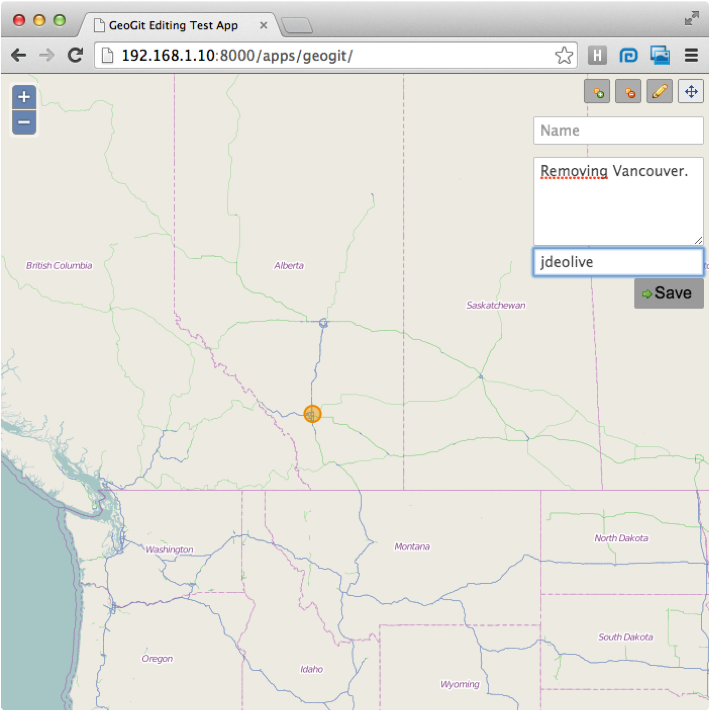 GeoGit Editing Test App
192.168.1.10:8000/apps/geogit/
H
+
−
Name
Removing Vancouver.
jdeolive
Save
British Columbia
Alberta
Saskatchewan
Washington
Montana
North Dakota
Oregon
Idaho
South Dakota
Wyoming